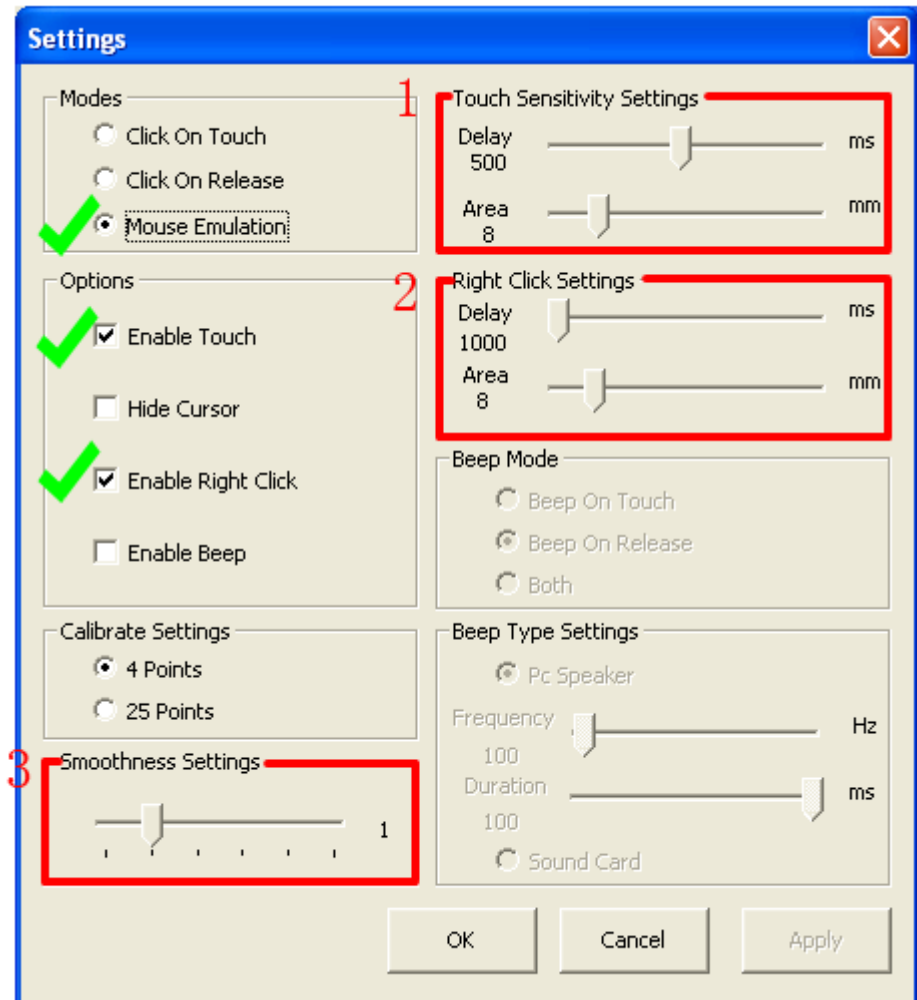 Settings
Modes
Click On Touch
Click On Release
Mouse Emulation
1
Touch Sensitivity Settings
Delay
500
ms
Area
8
mm
Options
Enable Touch
Hide Cursor
Enable Right Click
Enable Beep
2
Right Click Settings
Delay
1000
ms
Area
8
mm
Beep Mode
Beep On Touch
Beep On Release
Both
Calibrate Settings
4 Points
25 Points
Beep Type Settings
Pc Speaker
Frequency
100
Hz
Duration
100
ms
Sound Card
3
Smoothness Settings
1
OK
Cancel
Apply